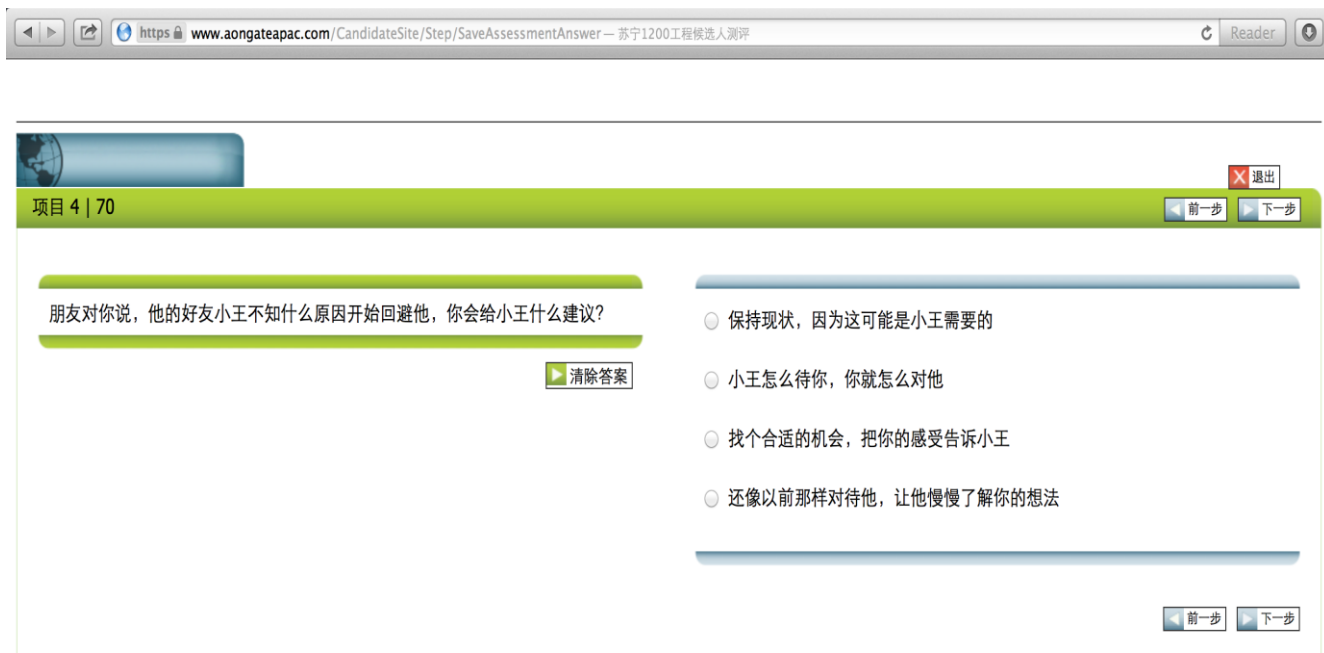 https www.aongateapac.com/CandidateSite/Step/SaveAssessmentAnswer — 苏宁1200工程候选人测评
Reader
退出
项目 4 | 70
前一步
下一步
朋友对你说，他的好友小王不知什么原因开始回避他，你会给小王什么建议?
清除答案
保持现状，因为这可能是小王需要的
小王怎么待你，你就怎么对他
找个合适的机会，把你的感受告诉小王
还像以前那样对待他，让他慢慢了解你的想法
前一步
下一步